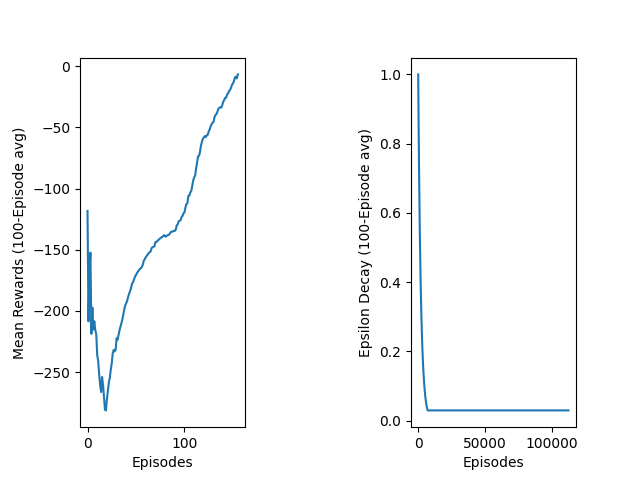 Mean Rewards (100-Episode avg)
0
−50
−100
−150
−200
−250
0 100
Episodes
Epsilon Decay (100-Episode avg)
1.0
0.8
0.6
0.4
0.2
0.0
0 50000 100000
Episodes